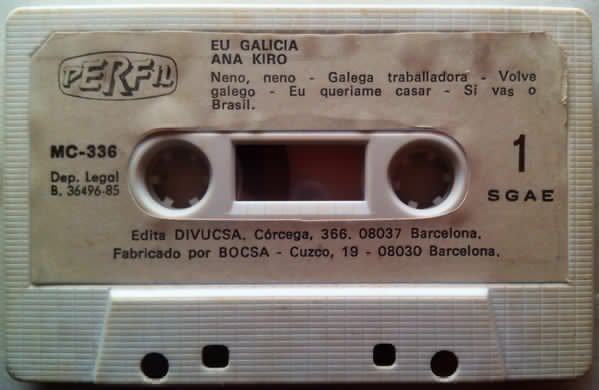 EU GALICIA
ANA KIRO
PERFIL
Neno, neno - Galega traballadora - Volve
galego - Eu queriame casar - Si vas o
Brasil.
MC-336
Dep. Legal
B. 36496-85
1
SGAE
Edita DIVUCSA. Córcega, 366. 08037 Barcelona.
Fabricado por BOCSA - Cuzco, 19 - 08030 Barcelona.